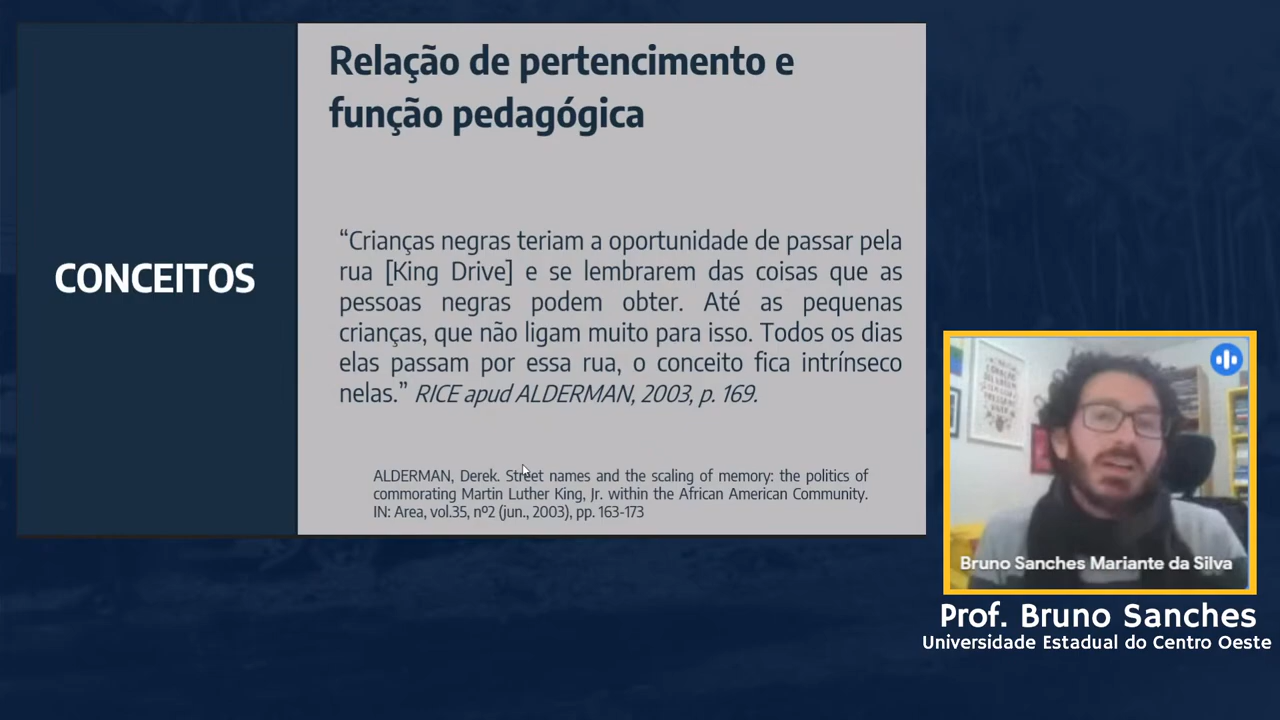 Relação de pertencimento e
função pedagógica
CONCEITOS
“Crianças negras teriam a oportunidade de passar pela
rua [King Drive] e se lembrarem das coisas que as
pessoas negras podem obter. Até as pequenas
crianças, que não ligam muito para isso. Todos os dias
elas passam por essa rua, o conceito fica intrínseco
nelas.” RICE apud ALDERMAN, 2003, p. 169.
ALDERMAN, Derek. Street names and the scaling of memory: the politics of
commorating Martin Luther King, Jr. within the African American Community.
IN: Area, vol.35, nº2 (jun., 2003), pp. 163-173
Bruno Sanches Mariante da Silva
Prof. Bruno Sanches
Universidade Estadual do Centro Oeste